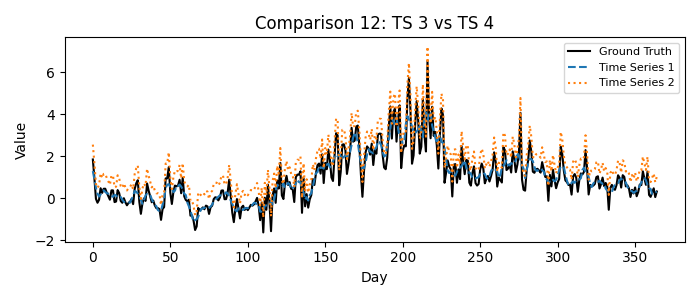 Comparison 12: TS 3 vs TS 4
Ground Truth
Time Series 1
Time Series 2
Value
6
4
2
0
−2
0 50 100 150 200 250 300 350
Day